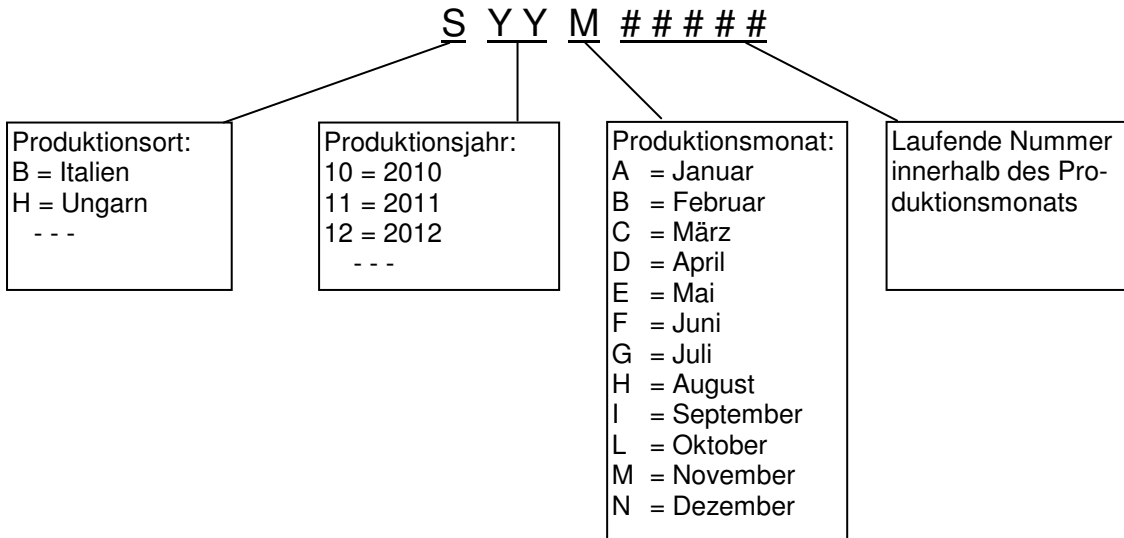 S YY M # # # # #
Produktionsort:
B = Italien
H = Ungarn
- - -
Produktionsjahr:
10 = 2010
11 = 2011
12 = 2012
- - -
Produktionsmonat:
A = Januar
B = Februar
C = März
D = April
E = Mai
F = Juni
G = Juli
H = August
I = September
L = Oktober
M = November
N = Dezember
Laufende Nummer
innerhalb des Pro-
duktionsmonats